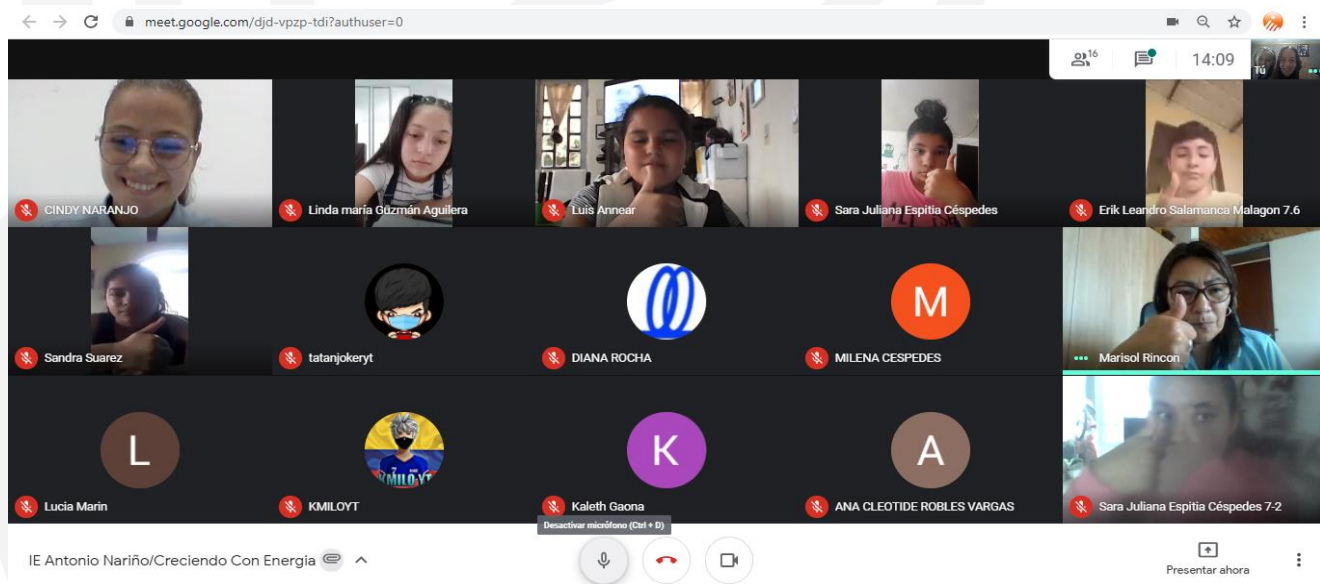 meet.google.com/djd-vpzp-tdi?authuser=0
16
14:09
Tú
CINDY NARANJO
Linda maría Guzmán Aguilera
Luis Annear
Sara Juliana Espitia Céspedes
Erik Leandro Salamanca Malagon 7.6
Sandra Suarez
tatanjokeryt
DIANA ROCHA
M
MILENA CESPEDES
Marisol Rincon
L
Lucia Marin
KMILO.YT
KMILOYT
K
Kaleth Gaona
A
ANA CLEOTIDE ROBLES VARGAS
Sara Juliana Espitia Céspedes 7-2
Desactivar micrófono (Ctrl + D)
IE Antonio Nariño/Creciendo Con Energia
Presentar ahora